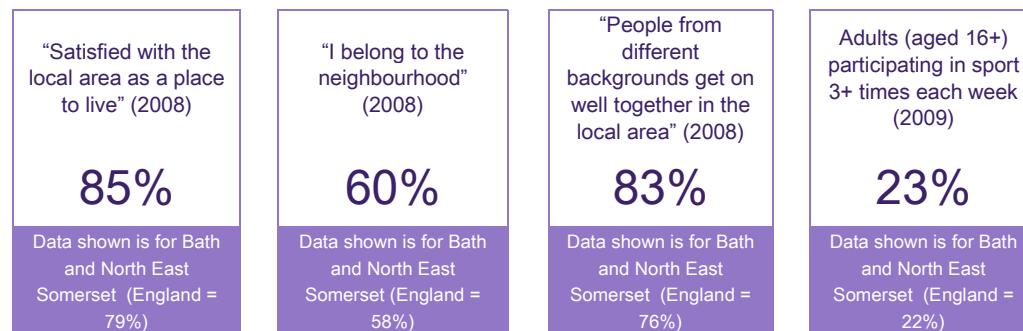 “Satisfied with the
local area as a place
to live” (2008)
85%
Data shown is for Bath
and North East
Somerset (England =
79%)
“I belong to the
neighbourhood”
(2008)
60%
Data shown is for Bath
and North East
Somerset (England =
58%)
“People from
different
backgrounds get on
well together in the
local area” (2008)
83%
Data shown is for Bath
and North East
Somerset (England =
76%)
Adults (aged 16+)
participating in sport
3+ times each week
(2009)
23%
Data shown is for Bath
and North East
Somerset (England =
22%)